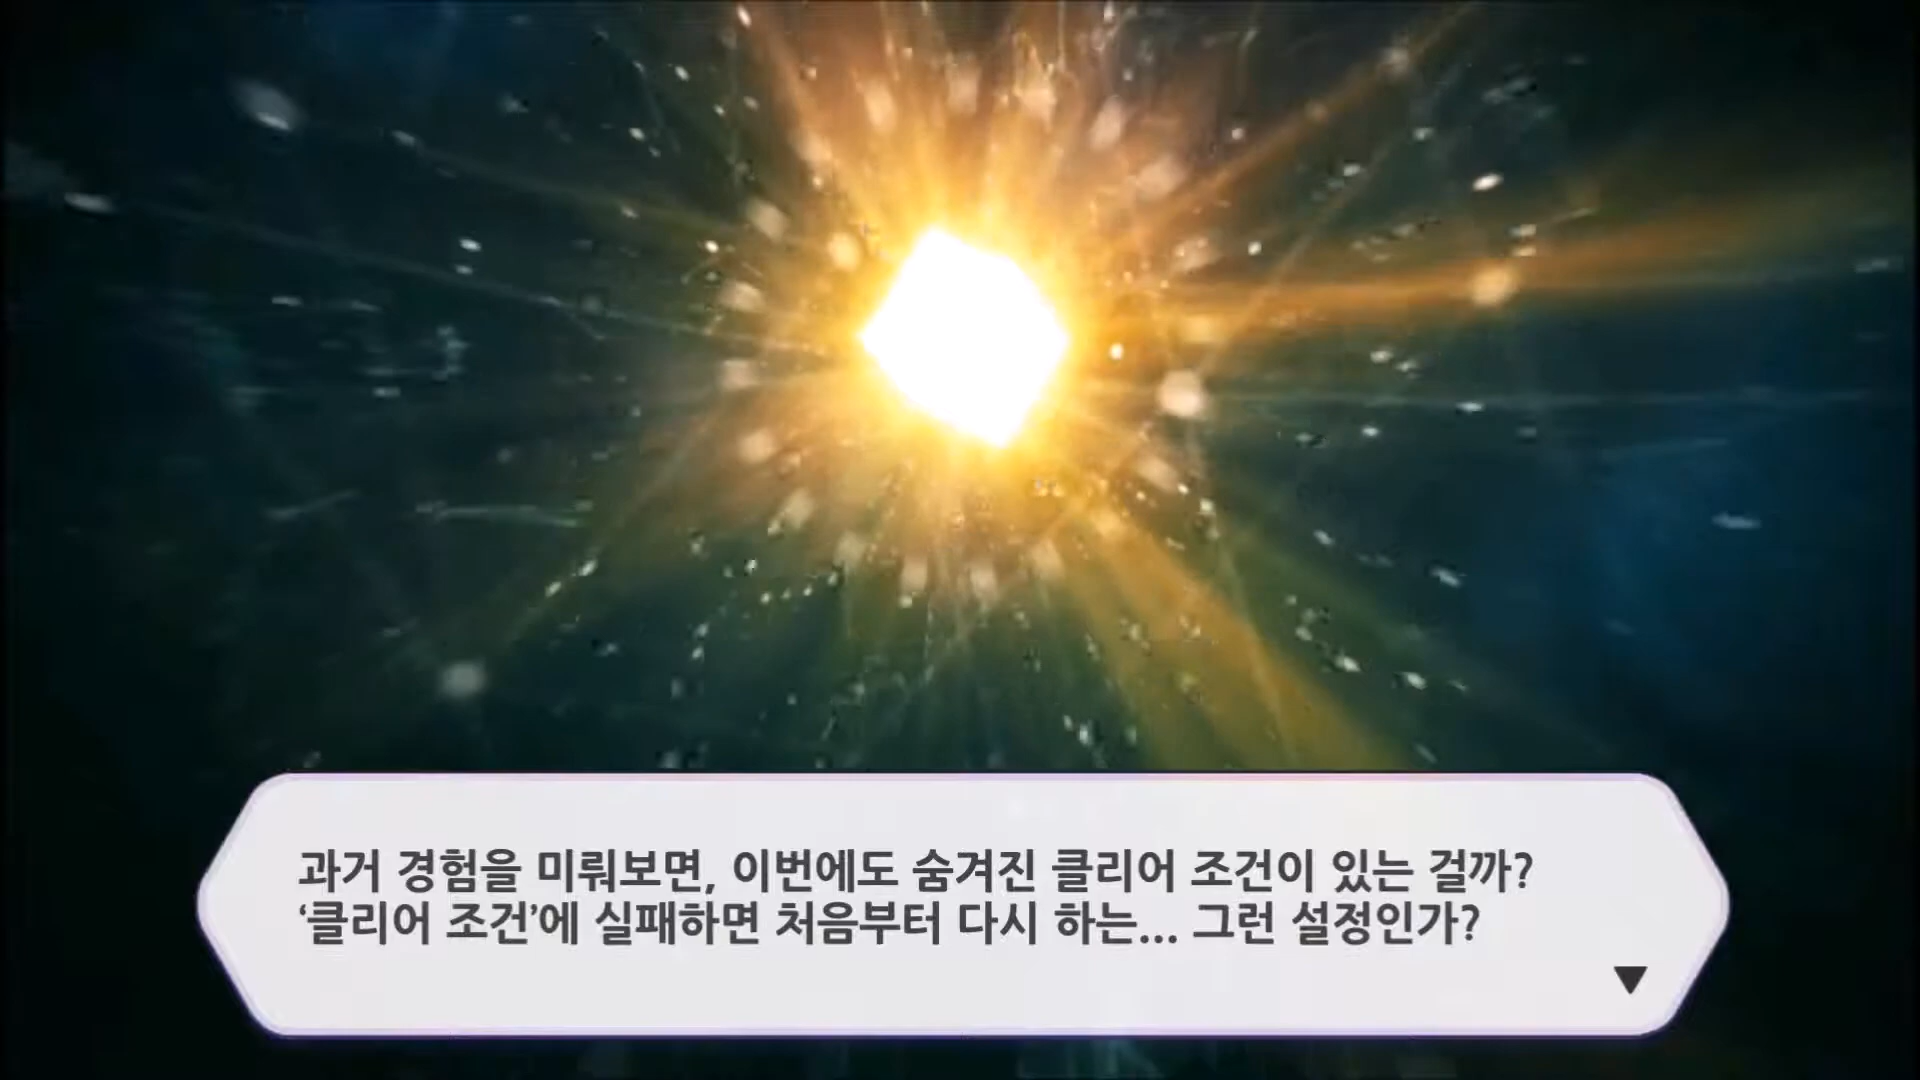 과거 경험을 미뤄보면, 이번에도 숨겨진 클리어 조건이 있는 걸까?
‘클리어 조건’에 실패하면 처음부터 다시 하는... 그런 설정인가?